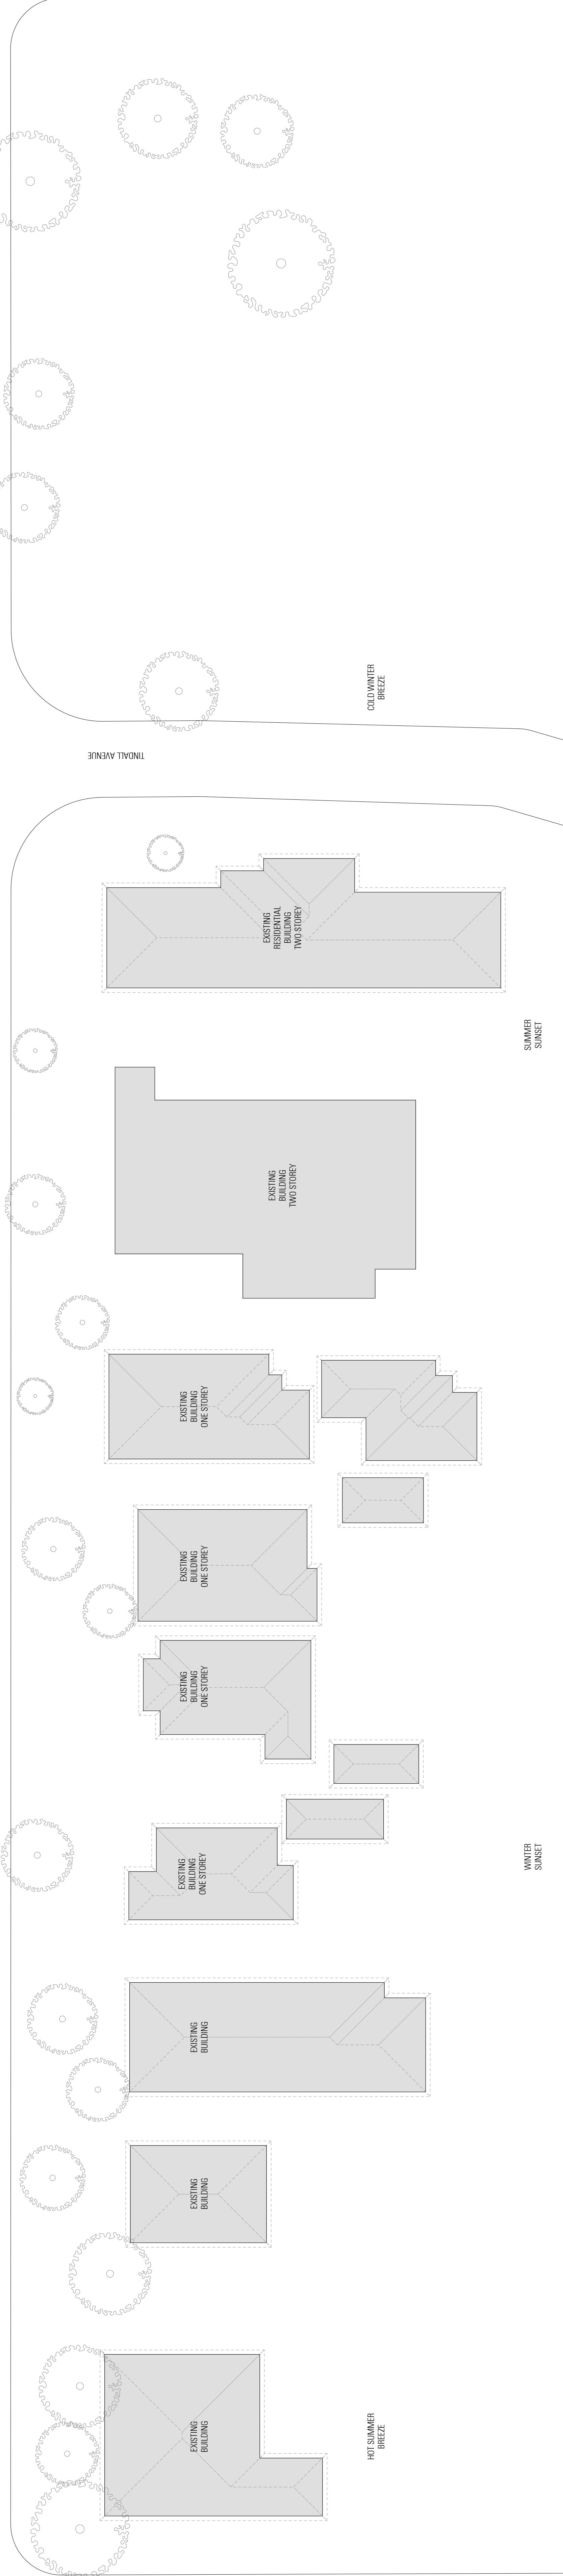 COLD WINTER
BREEZE
TINDALL AVENUE
EXISTING
RESIDENTIAL
BUILDING
TWO STOREY
SUMMER
SUNSET
EXISTING
BUILDING
TWO STOREY
EXISTING
BUILDING
ONE STOREY
EXISTING
BUILDING
ONE STOREY
EXISTING
BUILDING
ONE STOREY
EXISTING
BUILDING
ONE STOREY
WINTER
SUNSET
EXISTING
BUILDING
EXISTING
BUILDING
EXISTING
BUILDING
HOT SUMMER
BREEZE